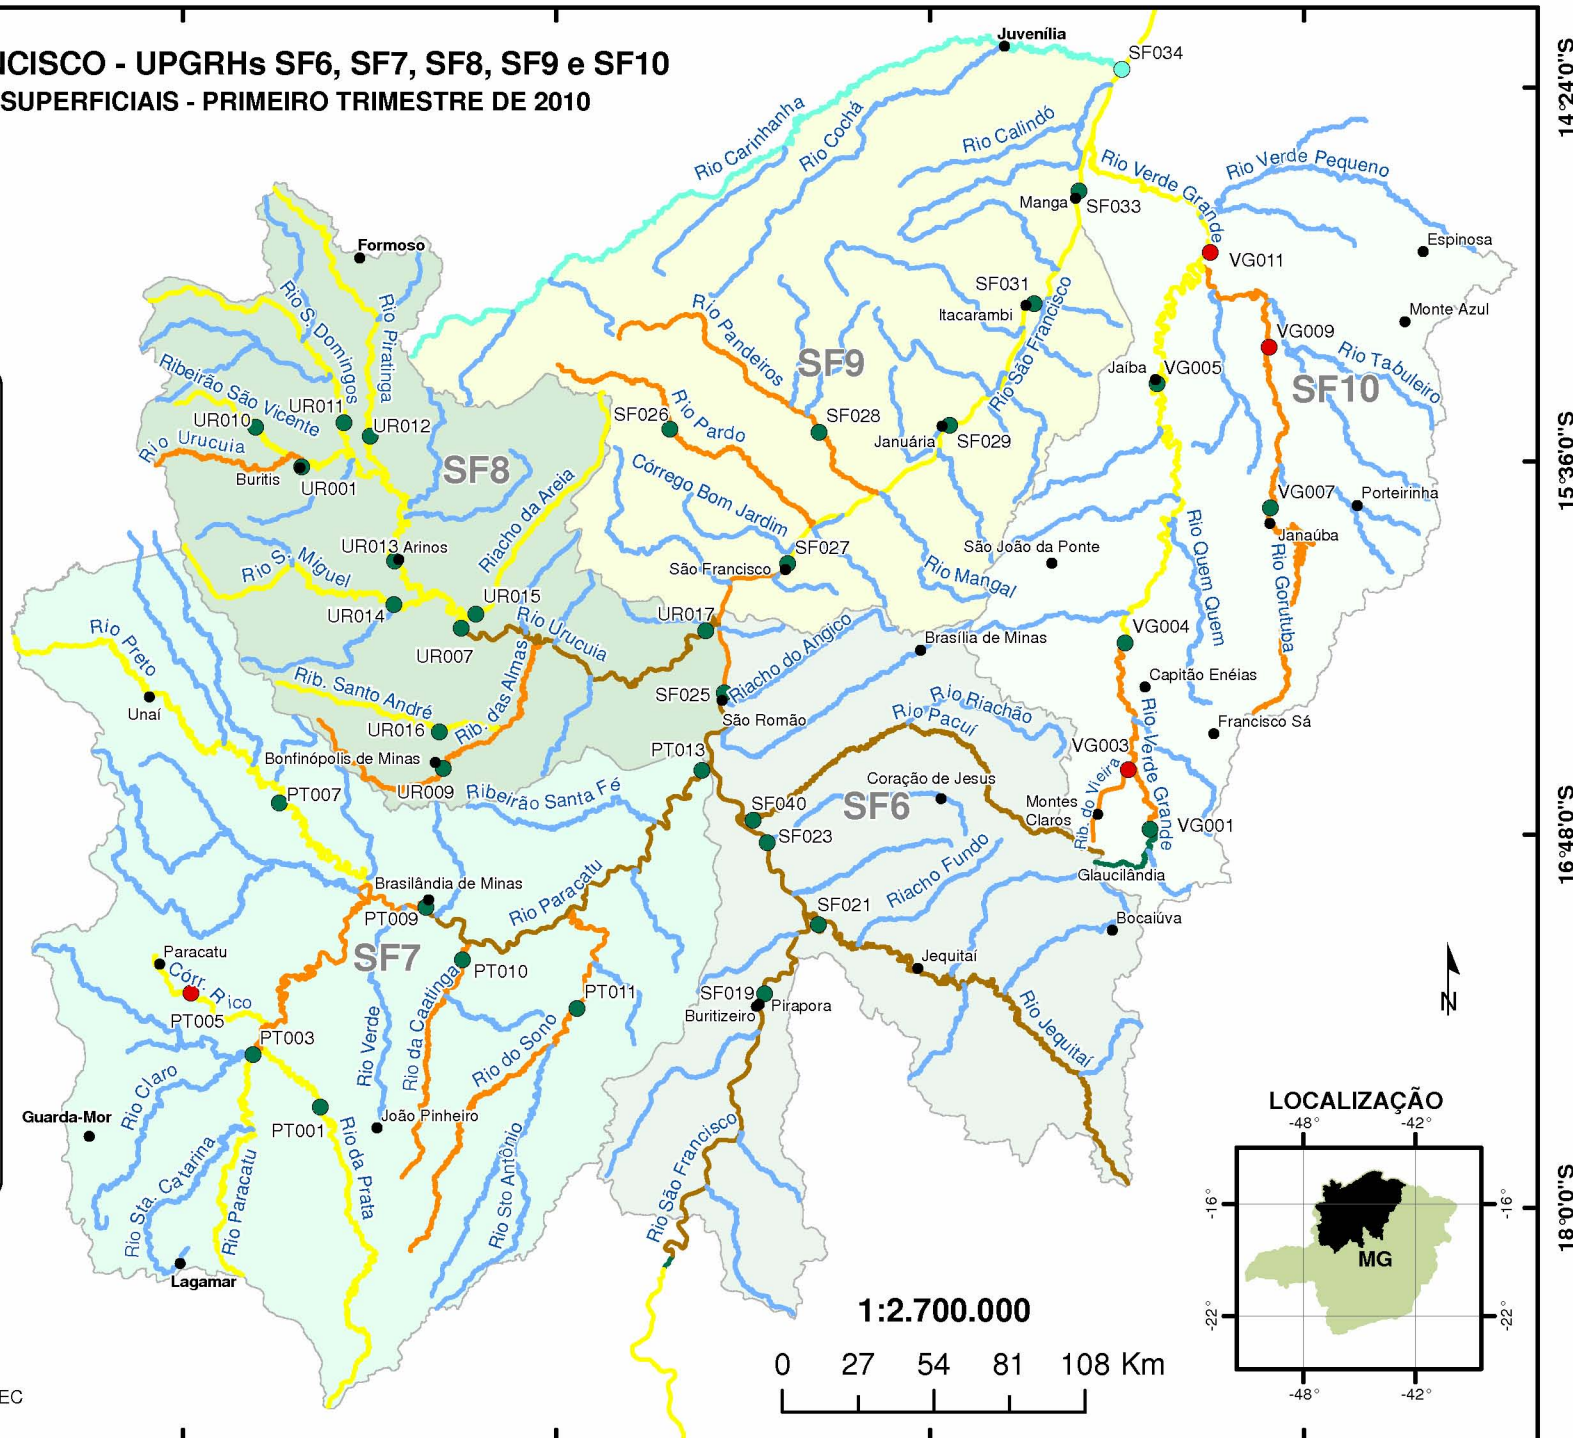 NCISCO - UPGRHs SF6, SF7, SF8, SF9 e SF10
SUPERFICIAIS - PRIMEIRO TRIMESTRE DE 2010
Juvenília
SF034
14°24'0"S
Rio Carinhanha
Rio Cochá
Rio Calindó
Rio Verde Grande
Rio Verde Pequeno
Manga
SF033
Formoso
Espinosa
VG011
SF031
Itacarambi
Rio São Francisco
Monte Azul
Rio S. Domingos
Rio Piratinga
Rio Pandeiros
SF9
VG009
Rio Tabuleiro
Jaíba
VG005
SF10
Ribeirão São Vicente
UR010
UR011
UR012
SF026
Rio Pardo
SF028
Januária
SF029
Rio Urucuia
Buritis
UR001
SF8
15°36'0"S
Córrego Bom Jardim
Riacho da Areia
VG007
Porteirinha
Janaúba
Rio Quem Quem
Rio Gorutuba
UR013
Arinos
SF027
São Francisco
São João da Ponte
Rio Mangal
Rio S. Miguel
UR014
UR015
UR007
Rio Urucuia
UR017
Riacho do Angico
Brasília de Minas
VG004
Rio Preto
Unaí
Rib. Santo André
Rib. das Almas
UR016
SF025
São Romão
Capitão Enéias
Francisco Sá
Rio Riachão
Rio Pacuí
Bonfinópolis de Minas
UR009
PT013
VG003
Rio Verde Grande
Rib. do Vieira
PT007
Ribeirão Santa Fé
Coração de Jesus
SF6
SF040
SF023
Montes
Claros
VG001
Glaucilândia
16°48'0"S
Riacho Fundo
Brasilândia de Minas
PT009
Rio Paracatu
SF021
Bocaiúva
SF7
Paracatu
Córr. Rico
PT005
PT010
PT011
Jequitaí
SF019
Buritizeiro
Pirapora
Rio Jequitaí
N
PT003
Rio Verde
Rio da Caatinga
Rio do Sono
Rio Claro
Guarda-Mor
PT001
João Pinheiro
Rio da Prata
Rio Sta. Catarina
Rio Paracatu
Rio Sto Antônio
Rio São Francisco
Lagamar
18°0'0"S
LOCALIZAÇÃO
-48°
-42°
-16°
-16°
MG
-22°
-22°
-48°
-42°
1:2.700.000
0 27 54 81 108 Km
EC